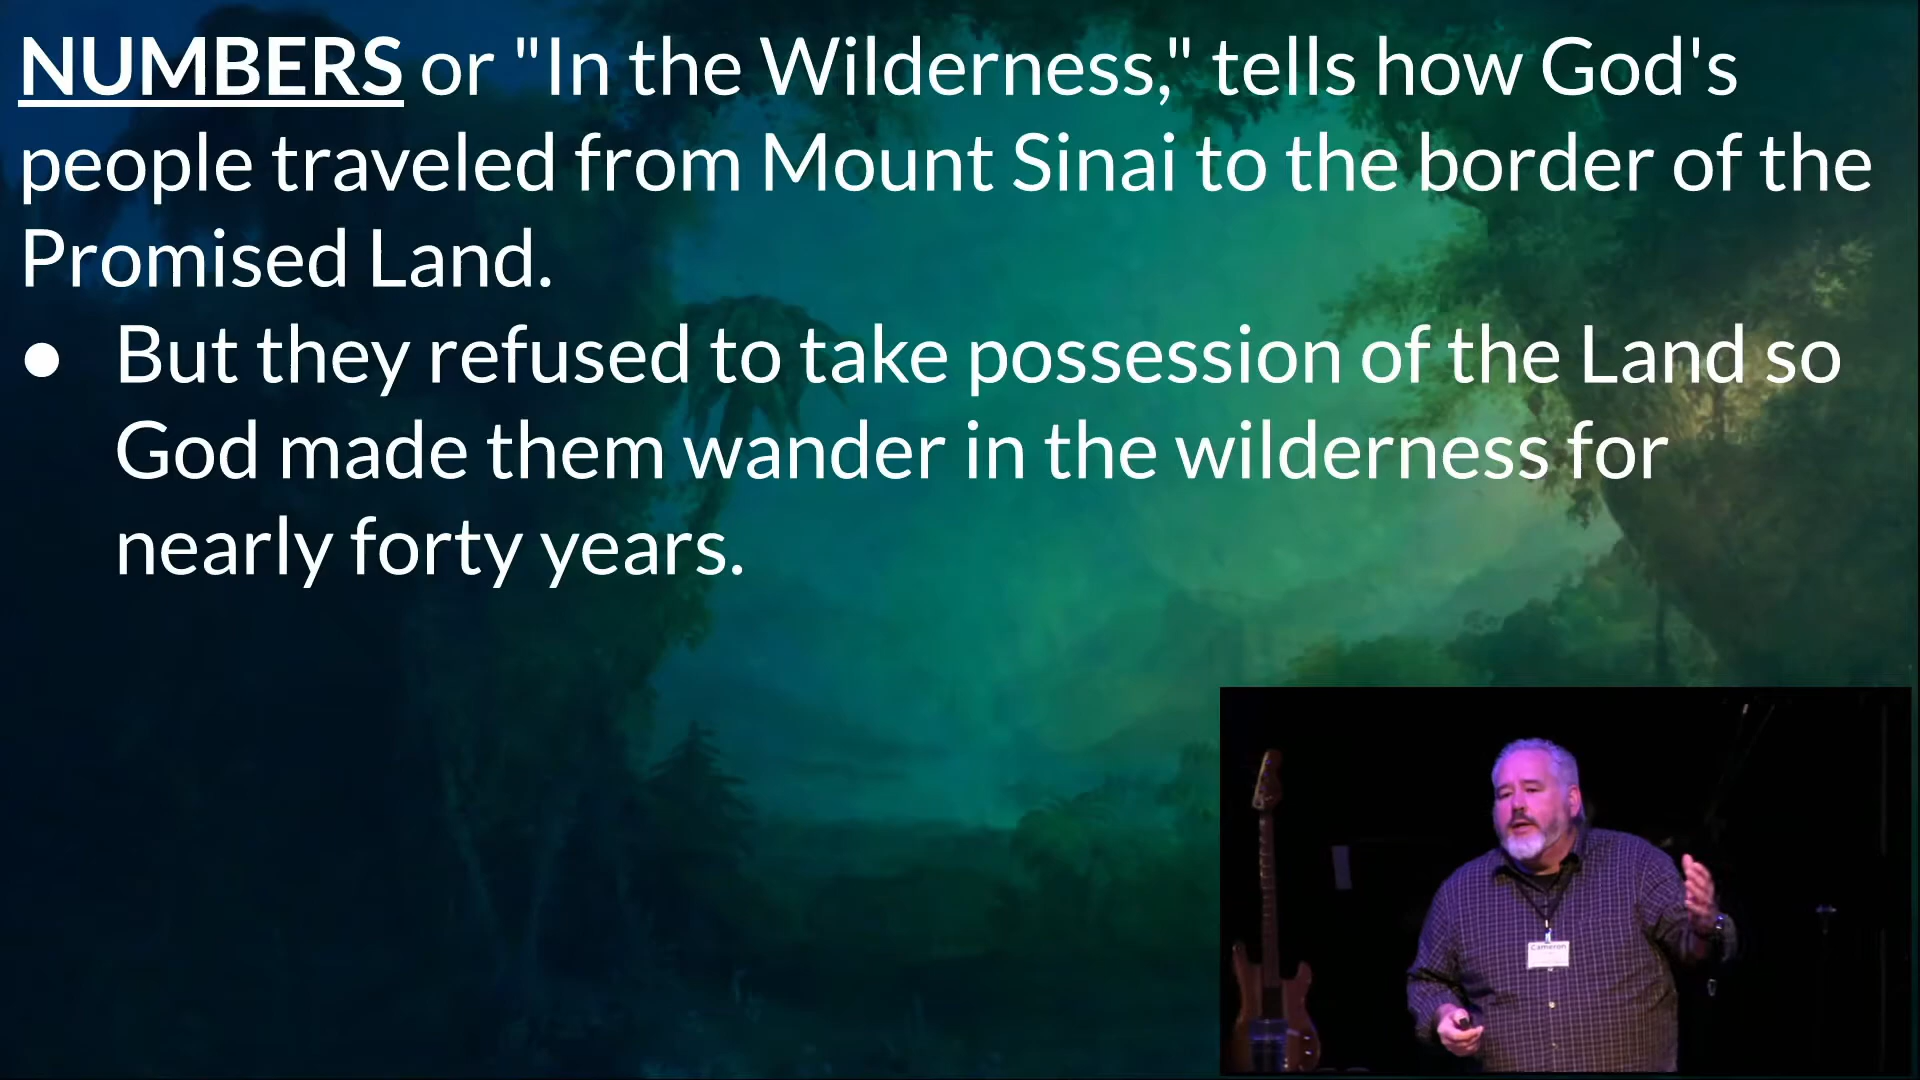 NUMBERS or "In the Wilderness," tells how God's
people traveled from Mount Sinai to the border of the
Promised Land.
● But they refused to take possession of the Land so
God made them wander in the wilderness for
nearly forty years.
Cameron